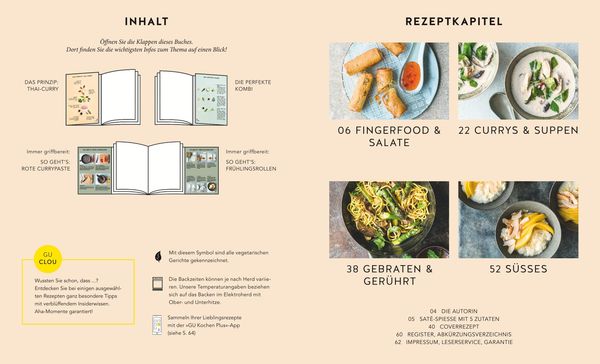 INHALT
Öffnen Sie die Klappen dieses Buches.
Dort finden Sie die wichtigsten Infos zum Thema auf einen Blick!
DAS PRINZIP:
THAI-CURRY
DIE PERFEKTE
KOMBI
Immer griffbereit:
SO GEHT'S:
ROTE CURRYPASTE
Immer griffbereit:
SO GEHT'S:
FRÜHLINGSROLLEN
GU
CLOU
Wussten Sie schon, dass ...?
Entdecken Sie bei einigen ausgewähl-
ten Rezepten ganz besondere Tipps
mit verblüffendem Insiderwissen.
Aha-Momente garantiert!
Mit diesem Symbol sind alle vegetarischen
Gerichte gekennzeichnet.
Die Backzeiten können je nach Herd variie-
ren. Unsere Temperaturangaben beziehen
sich auf das Backen im Elektroherd mit
Ober- und Unterhitze.
Sammeln Ihrer Lieblingsrezepte
mit der »GU Kochen Plus«-App
(siehe S. 64)
REZEPTKAPITEL
06 FINGERFOOD &
SALATE
22 CURRYS & SUPPEN
38 GEBRATEN &
GERÜHRT
52 SÜSSES
04 DIE AUTORIN
05 SATÉ-SPIESSE MIT 5 ZUTATEN
40 COVERREZEPT
60 REGISTER, ABKÜRZUNGSVERZEICHNIS
62 IMPRESSUM, LESERSERVICE, GARANTIE